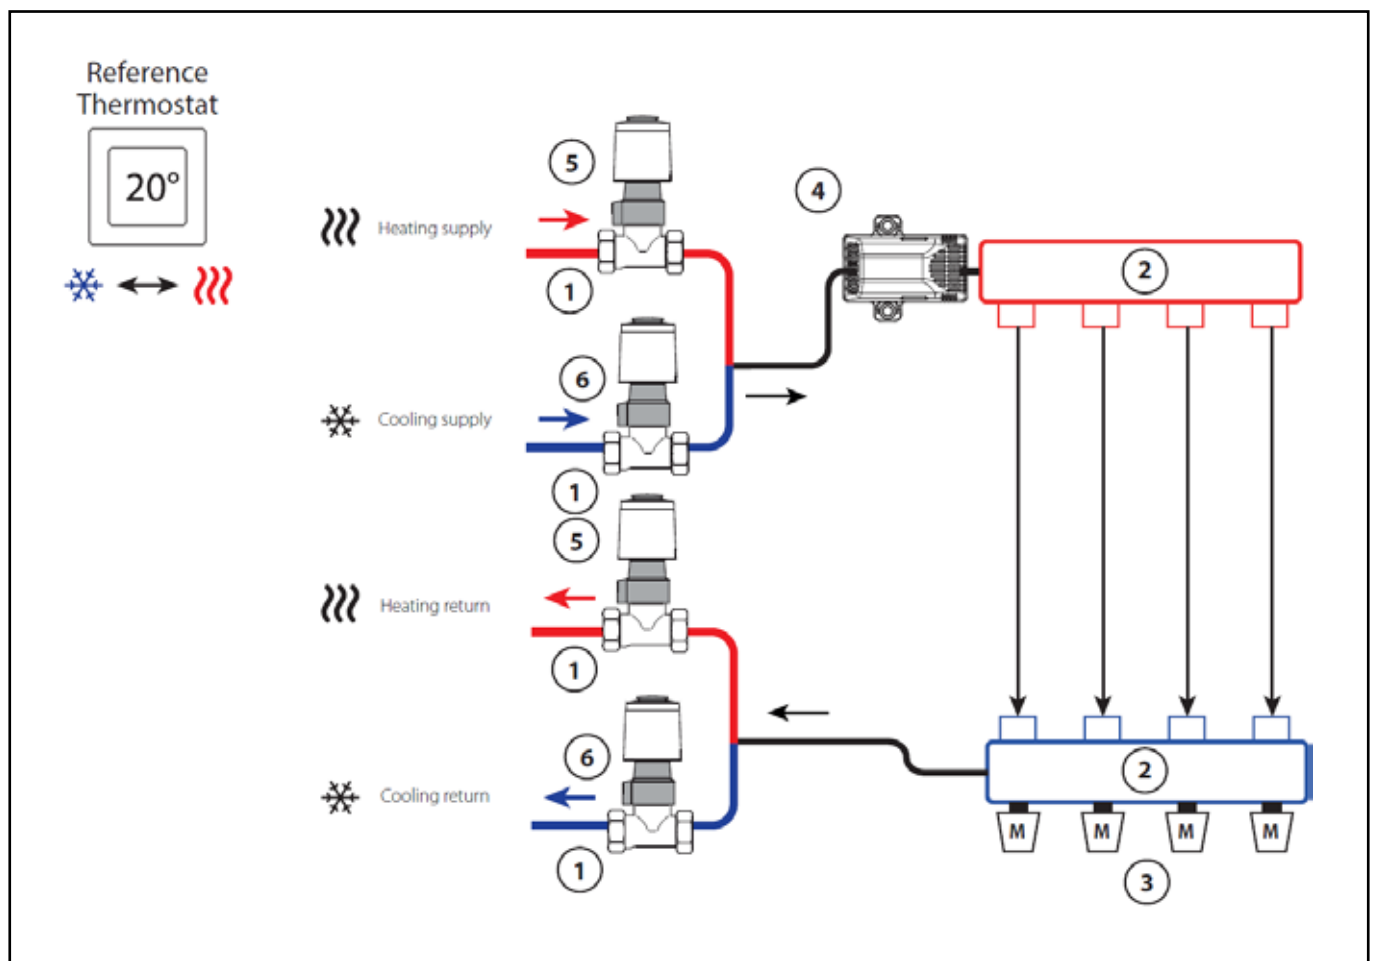 Reference
Thermostat
20°
5
4
Heating supply
2
1
6
Cooling supply
1
5
Heating return
1
6
2
Cooling return
M M M M
1
3